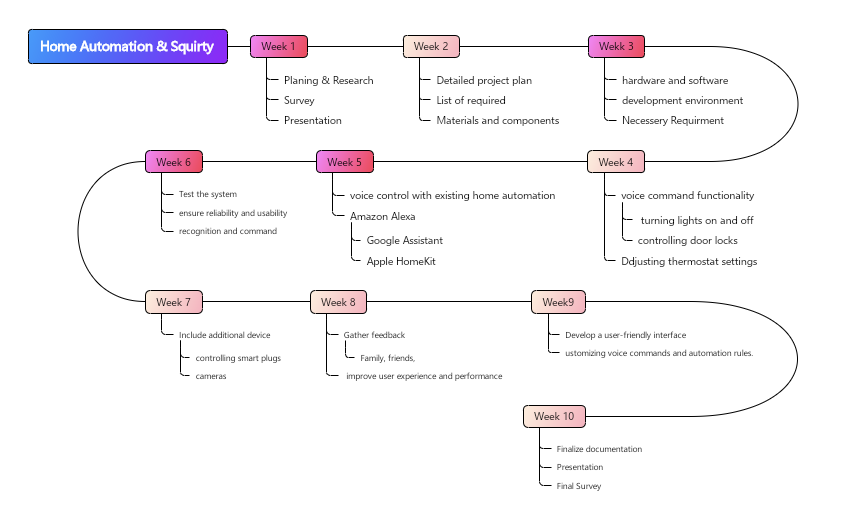 Home Automation & Squirty
Week 1
Planing & Research
Survey
Presentation
Week 2
Detailed project plan
List of required
Materials and components
Wekk 3
hardware and software
development environment
Necessery Requirment
Week 4
voice command functionality
turning lights on and off
controlling door locks
Ddjusting thermostat settings
Week 5
voice control with existing home automation
Amazon Alexa
Google Assistant
Apple HomeKit
Week 6
Test the system
ensure reliability and usability
recognition and command
Week 7
Include additional device
controlling smart plugs
cameras
Week 8
Gather feedback
Family, friends,
improve user experience and performance
Week9
Develop a user-friendly interface
ustomizing voice commands and automation rules.
Week 10
Finalize documentation
Presentation
Final Survey